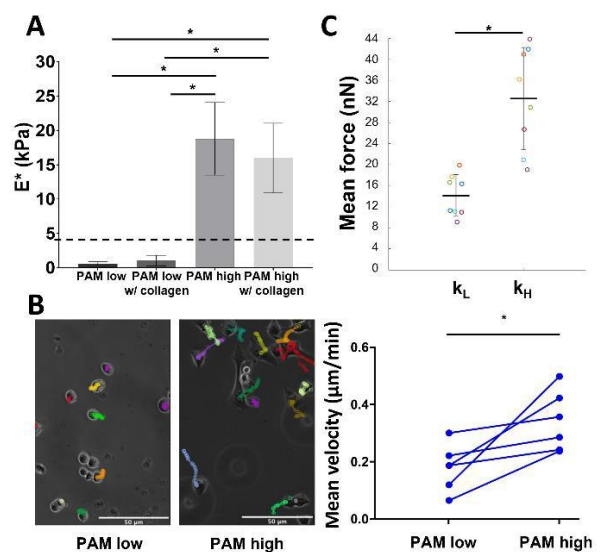 A
*
*
*
*
E* (kPa)
30
25
20
15
10
5
0
PAM low
PAM low
w/ collagen
PAM high
PAM high
w/ collagen
C
*
Mean force (nN)
44
40
36
32
28
24
20
16
12
8
4
0
kL
kH
B
50 µm
50 µm
PAM low
PAM high
*
Mean velocity (µm/min)
0.6
0.4
0.2
0.0
PAM low
PAM high